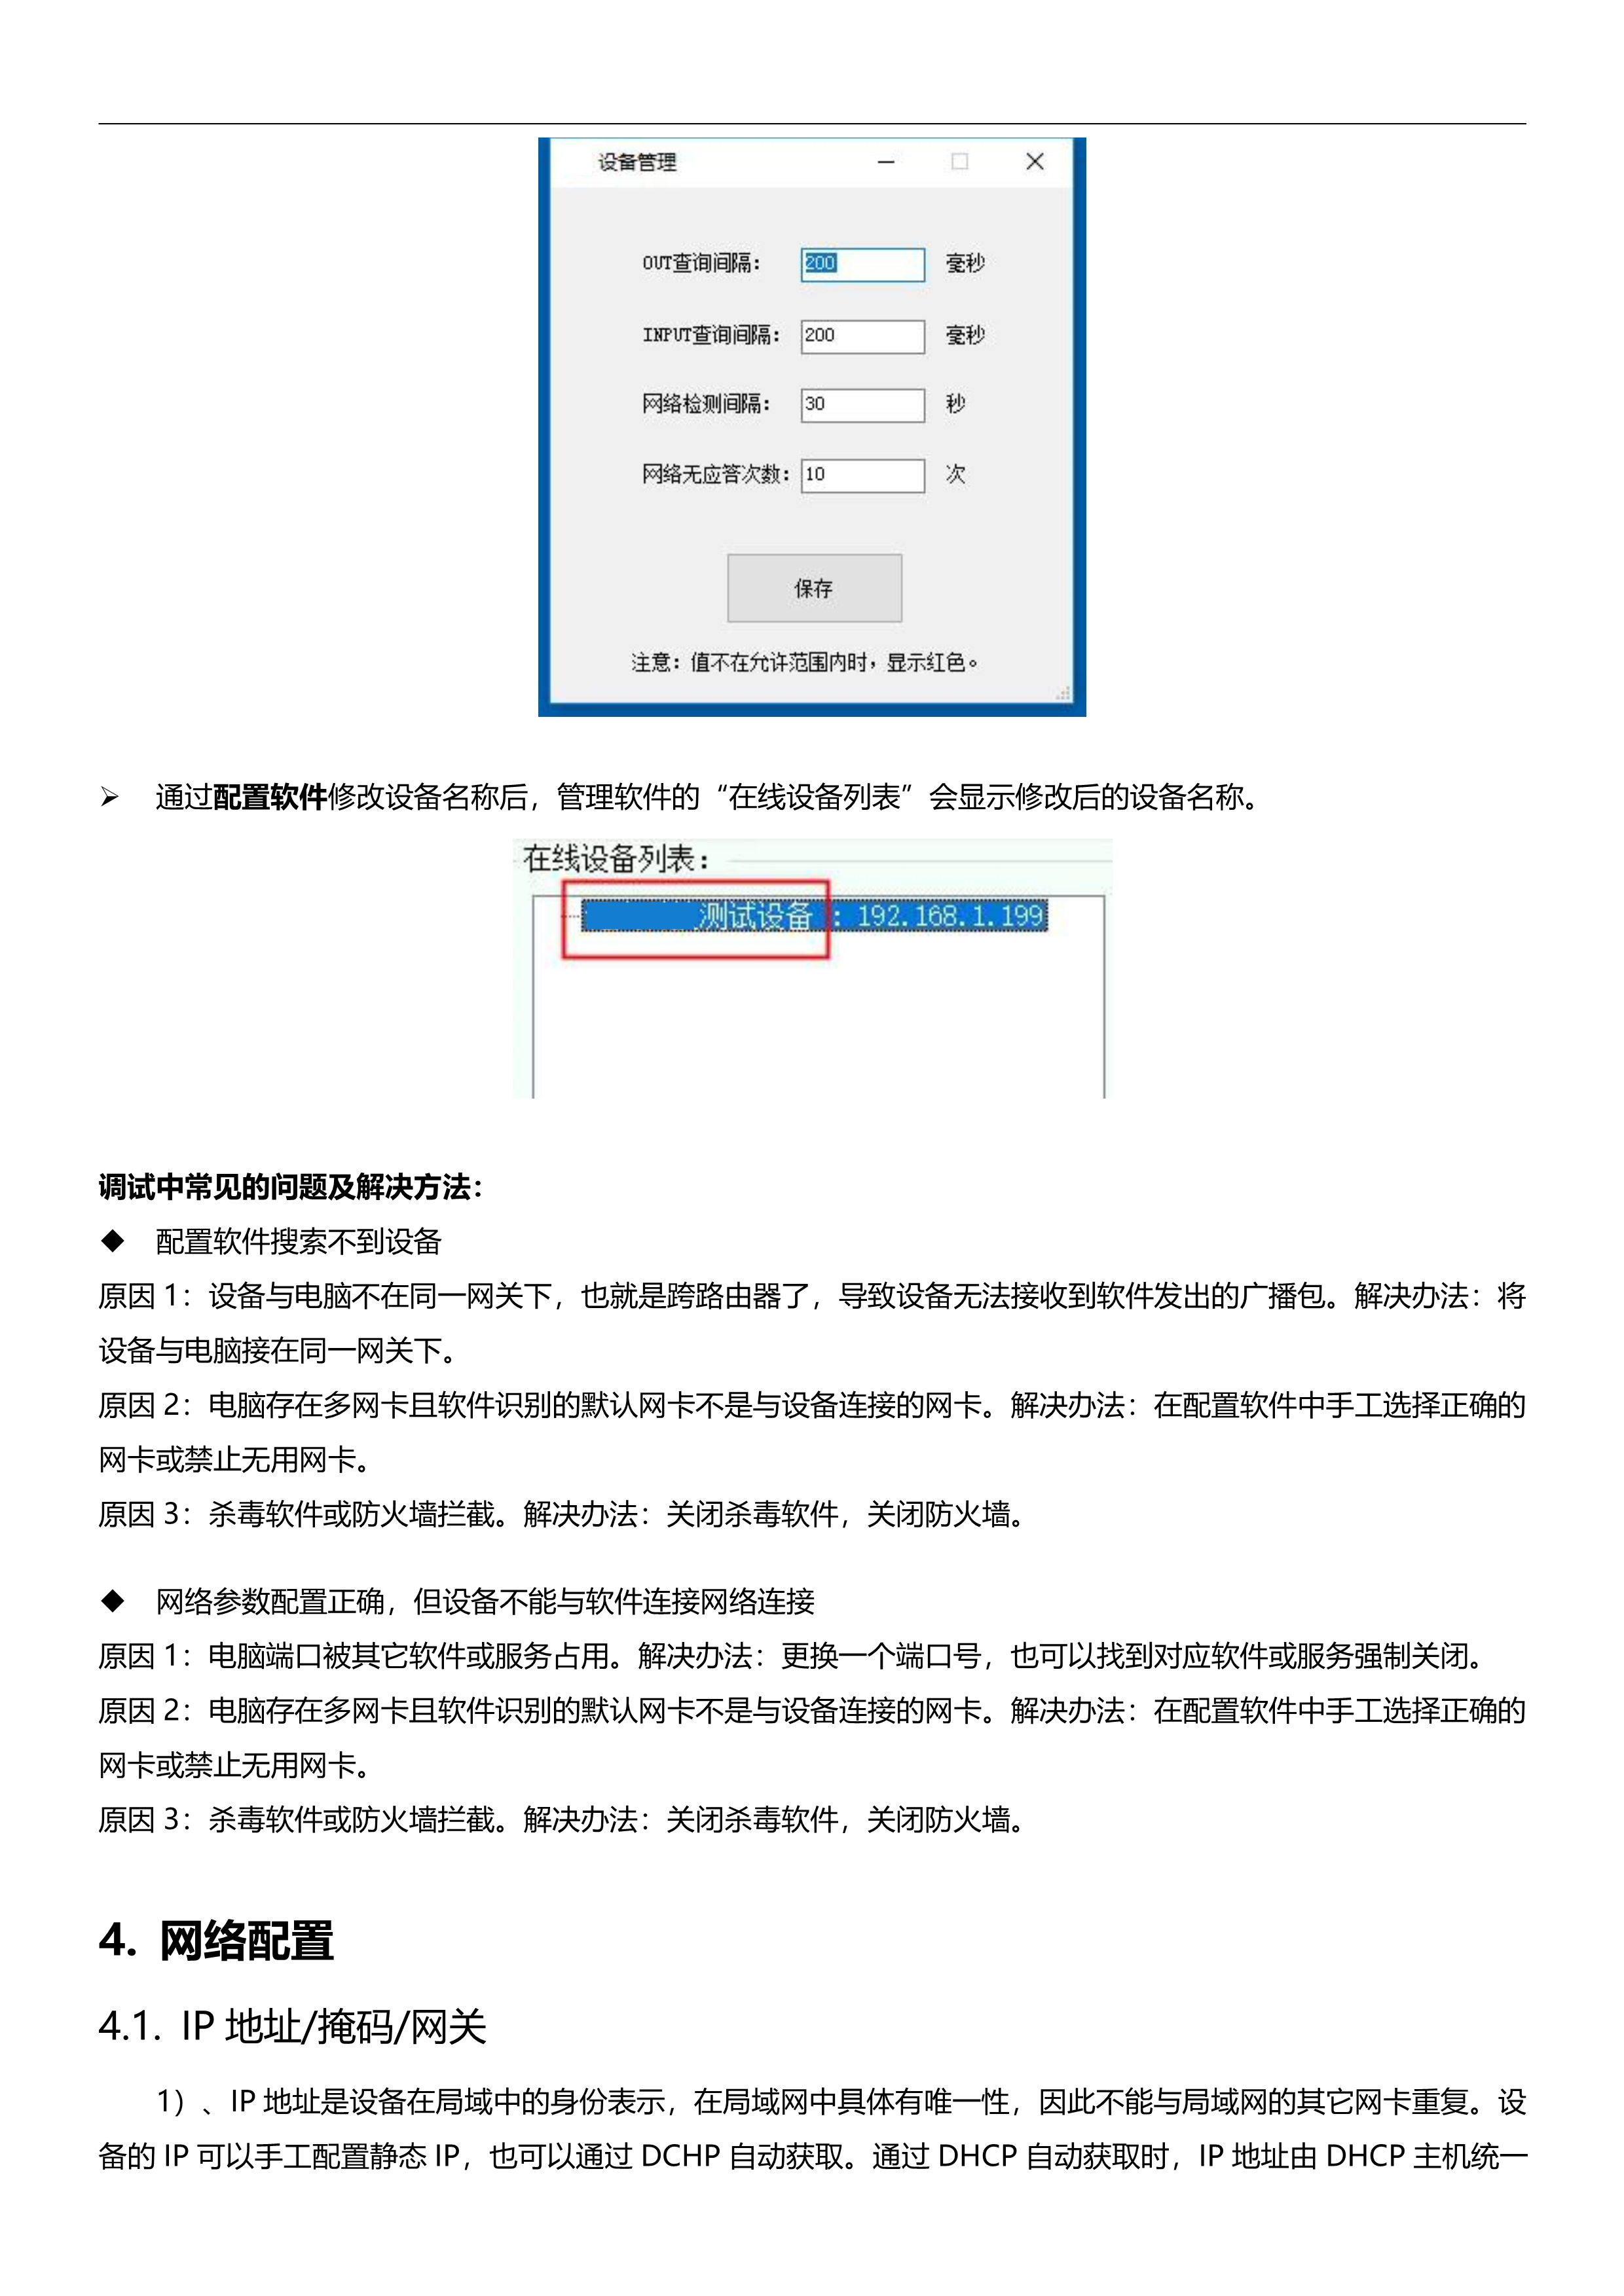 设备管理
OUT查询间隔： 200 毫秒
INPUT查询间隔： 200 毫秒
网络检测间隔： 30 秒
网络无应答次数： 10 次
保存
注意：值不在允许范围内时，显示红色。
➢ 通过配置软件修改设备名称后，管理软件的“在线设备列表”会显示修改后的设备名称。
在线设备列表：
测试设备 : 192.168.1.199
调试中常见的问题及解决方法：
◆ 配置软件搜索不到设备
原因 1：设备与电脑不在同一网关下，也就是跨路由器了，导致设备无法接收到软件发出的广播包。解决办法：将
设备与电脑接在同一网关下。
原因 2：电脑存在多网卡且软件识别的默认网卡不是与设备连接的网卡。解决办法：在配置软件中手工选择正确的
网卡或禁止无用网卡。
原因 3：杀毒软件或防火墙拦截。解决办法：关闭杀毒软件，关闭防火墙。
◆ 网络参数配置正确，但设备不能与软件连接网络连接
原因 1：电脑端口被其它软件或服务占用。解决办法：更换一个端口号，也可以找到对应软件或服务强制关闭。
原因 2：电脑存在多网卡且软件识别的默认网卡不是与设备连接的网卡。解决办法：在配置软件中手工选择正确的
网卡或禁止无用网卡。
原因 3：杀毒软件或防火墙拦截。解决办法：关闭杀毒软件，关闭防火墙。
4. 网络配置
4.1. IP 地址/掩码/网关
1）、IP 地址是设备在局域中的身份表示，在局域网中具体有唯一性，因此不能与局域网的其它网卡重复。设
备的 IP 可以手工配置静态 IP，也可以通过 DCHP 自动获取。通过 DHCP 自动获取时，IP 地址由 DHCP 主机统一